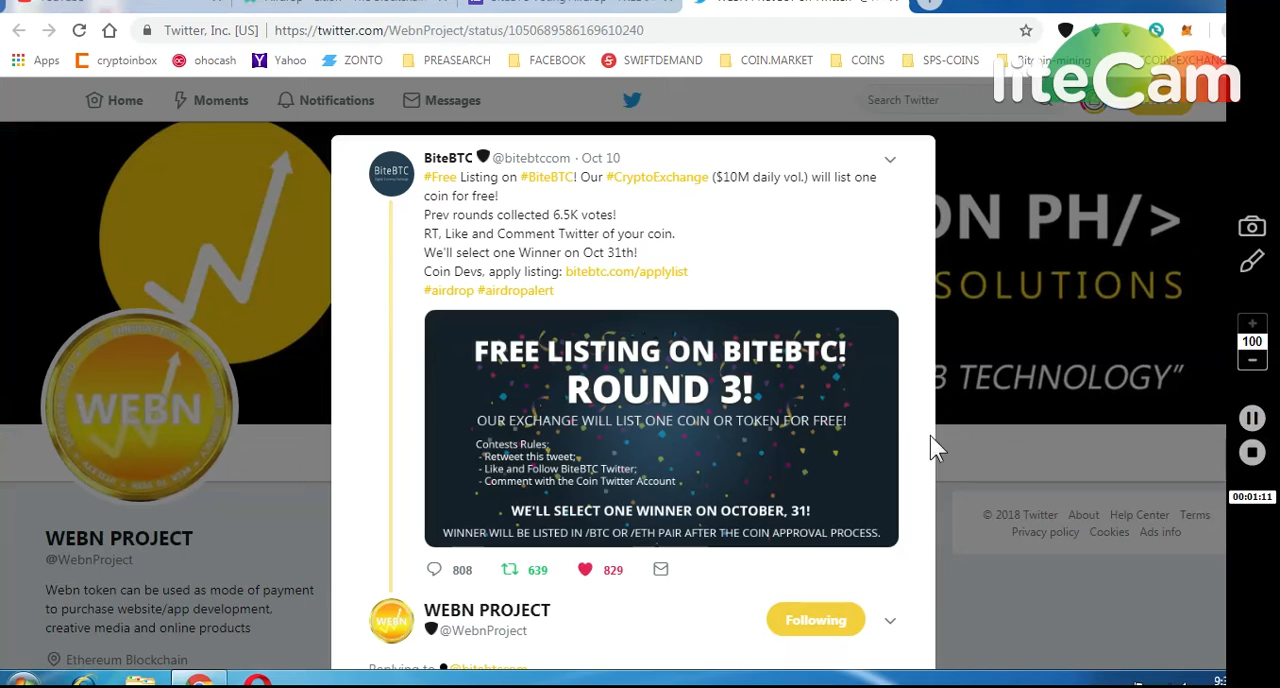 Twitter, Inc. [US] https://twitter.com/WebnProject/status/1050689586169610240
Apps cryptoinbox ohocash Yahoo ZONTO PREASEARCH FACEBOOK SWIFTDEMAND COIN.MARKET COINS SPS-COINS
liteCam
Home Moments Notifications Messages Search Twitter
BiteBTC @bitebtccom · Oct 10
#Free Listing on #BiteBTC! Our #CryptoExchange ($10M daily vol.) will list one
coin for free!
Prev rounds collected 6.5K votes!
RT, Like and Comment Twitter of your coin.
We'll select one Winner on Oct 31th!
Coin Devs, apply listing: bitebtc.com/applylist
#airdrop #airdropalert
BiteBTC
FREE LISTING ON BITEBTC!
ROUND 3!
OUR EXCHANGE WILL LIST ONE COIN OR TOKEN FOR FREE!
Contests Rules:
- Retweet this tweet;
- Like and Follow BiteBTC Twitter;
- Comment with the Coin Twitter Account
WE'LL SELECT ONE WINNER ON OCTOBER, 31!
WINNER WILL BE LISTED IN /BTC OR /ETH PAIR AFTER THE COIN APPROVAL PROCESS.
808 639 829
WEBN PROJECT
@WebnProject
Following
WEBN
Replying to @bitebtccom
ON PH/>
SOLUTIONS
B TECHNOLOGY”
WEBN
WEBN PROJECT
@WebnProject
Webn token can be used as mode of payment
to purchase website/app development,
creative media and online products
Ethereum Blockchain
© 2018 Twitter About Help Center Terms
Privacy policy Cookies Ads info
100
00:01:11